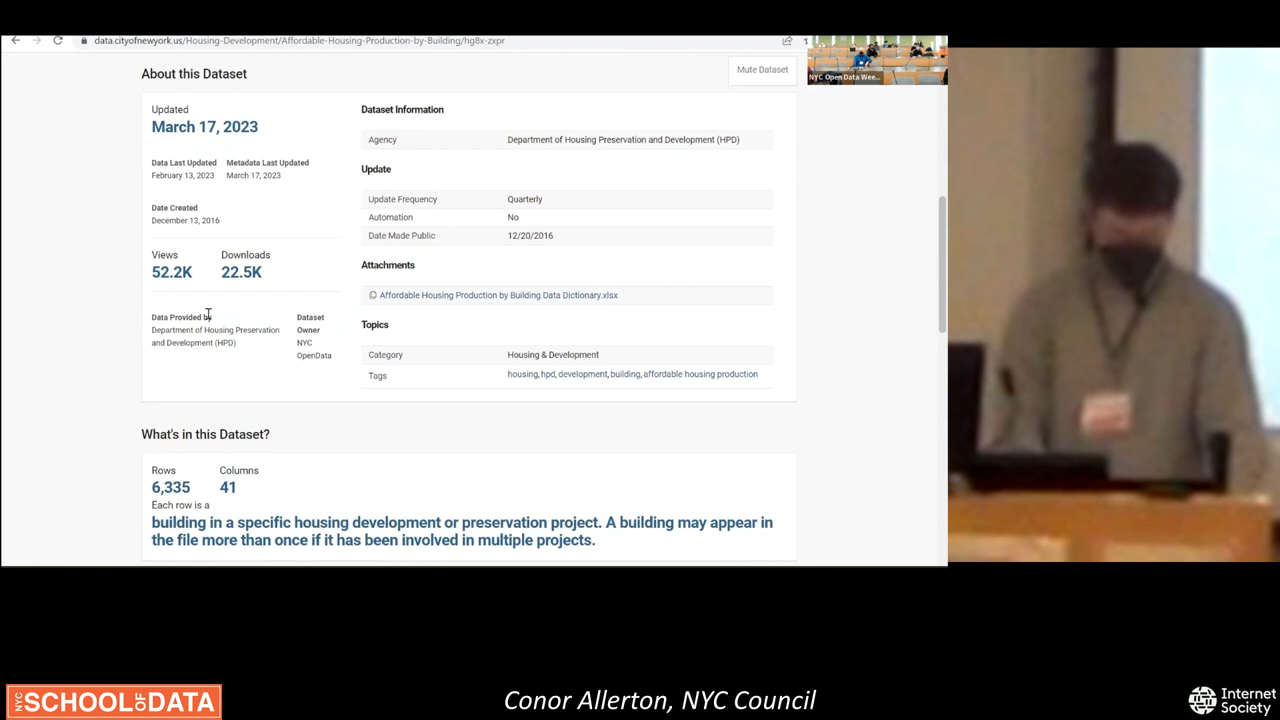 data.cityofnewyork.us/Housing-Development/Affordable-Housing-Production-by-Building/hg8x-zxpr
NYC Open Data Wee...
About this Dataset
Mute Dataset
Updated
March 17, 2023
Data Last Updated
February 13, 2023
Metadata Last Updated
March 17, 2023
Date Created
December 13, 2016
Views
52.2K
Downloads
22.5K
Data Provided by
Department of Housing Preservation
and Development (HPD)
Dataset
Owner
NYC
OpenData
Dataset Information
Agency Department of Housing Preservation and Development (HPD)
Update
Update Frequency Quarterly
Automation No
Date Made Public 12/20/2016
Attachments
Affordable Housing Production by Building Data Dictionary.xlsx
Topics
Category Housing & Development
Tags housing, hpd, development, building, affordable housing production
What's in this Dataset?
Rows
6,335
Columns
41
Each row is a
building in a specific housing development or preservation project. A building may appear in
the file more than once if it has been involved in multiple projects.
NYC SCHOOL OF DATA
Conor Allerton, NYC Council
Internet
Society